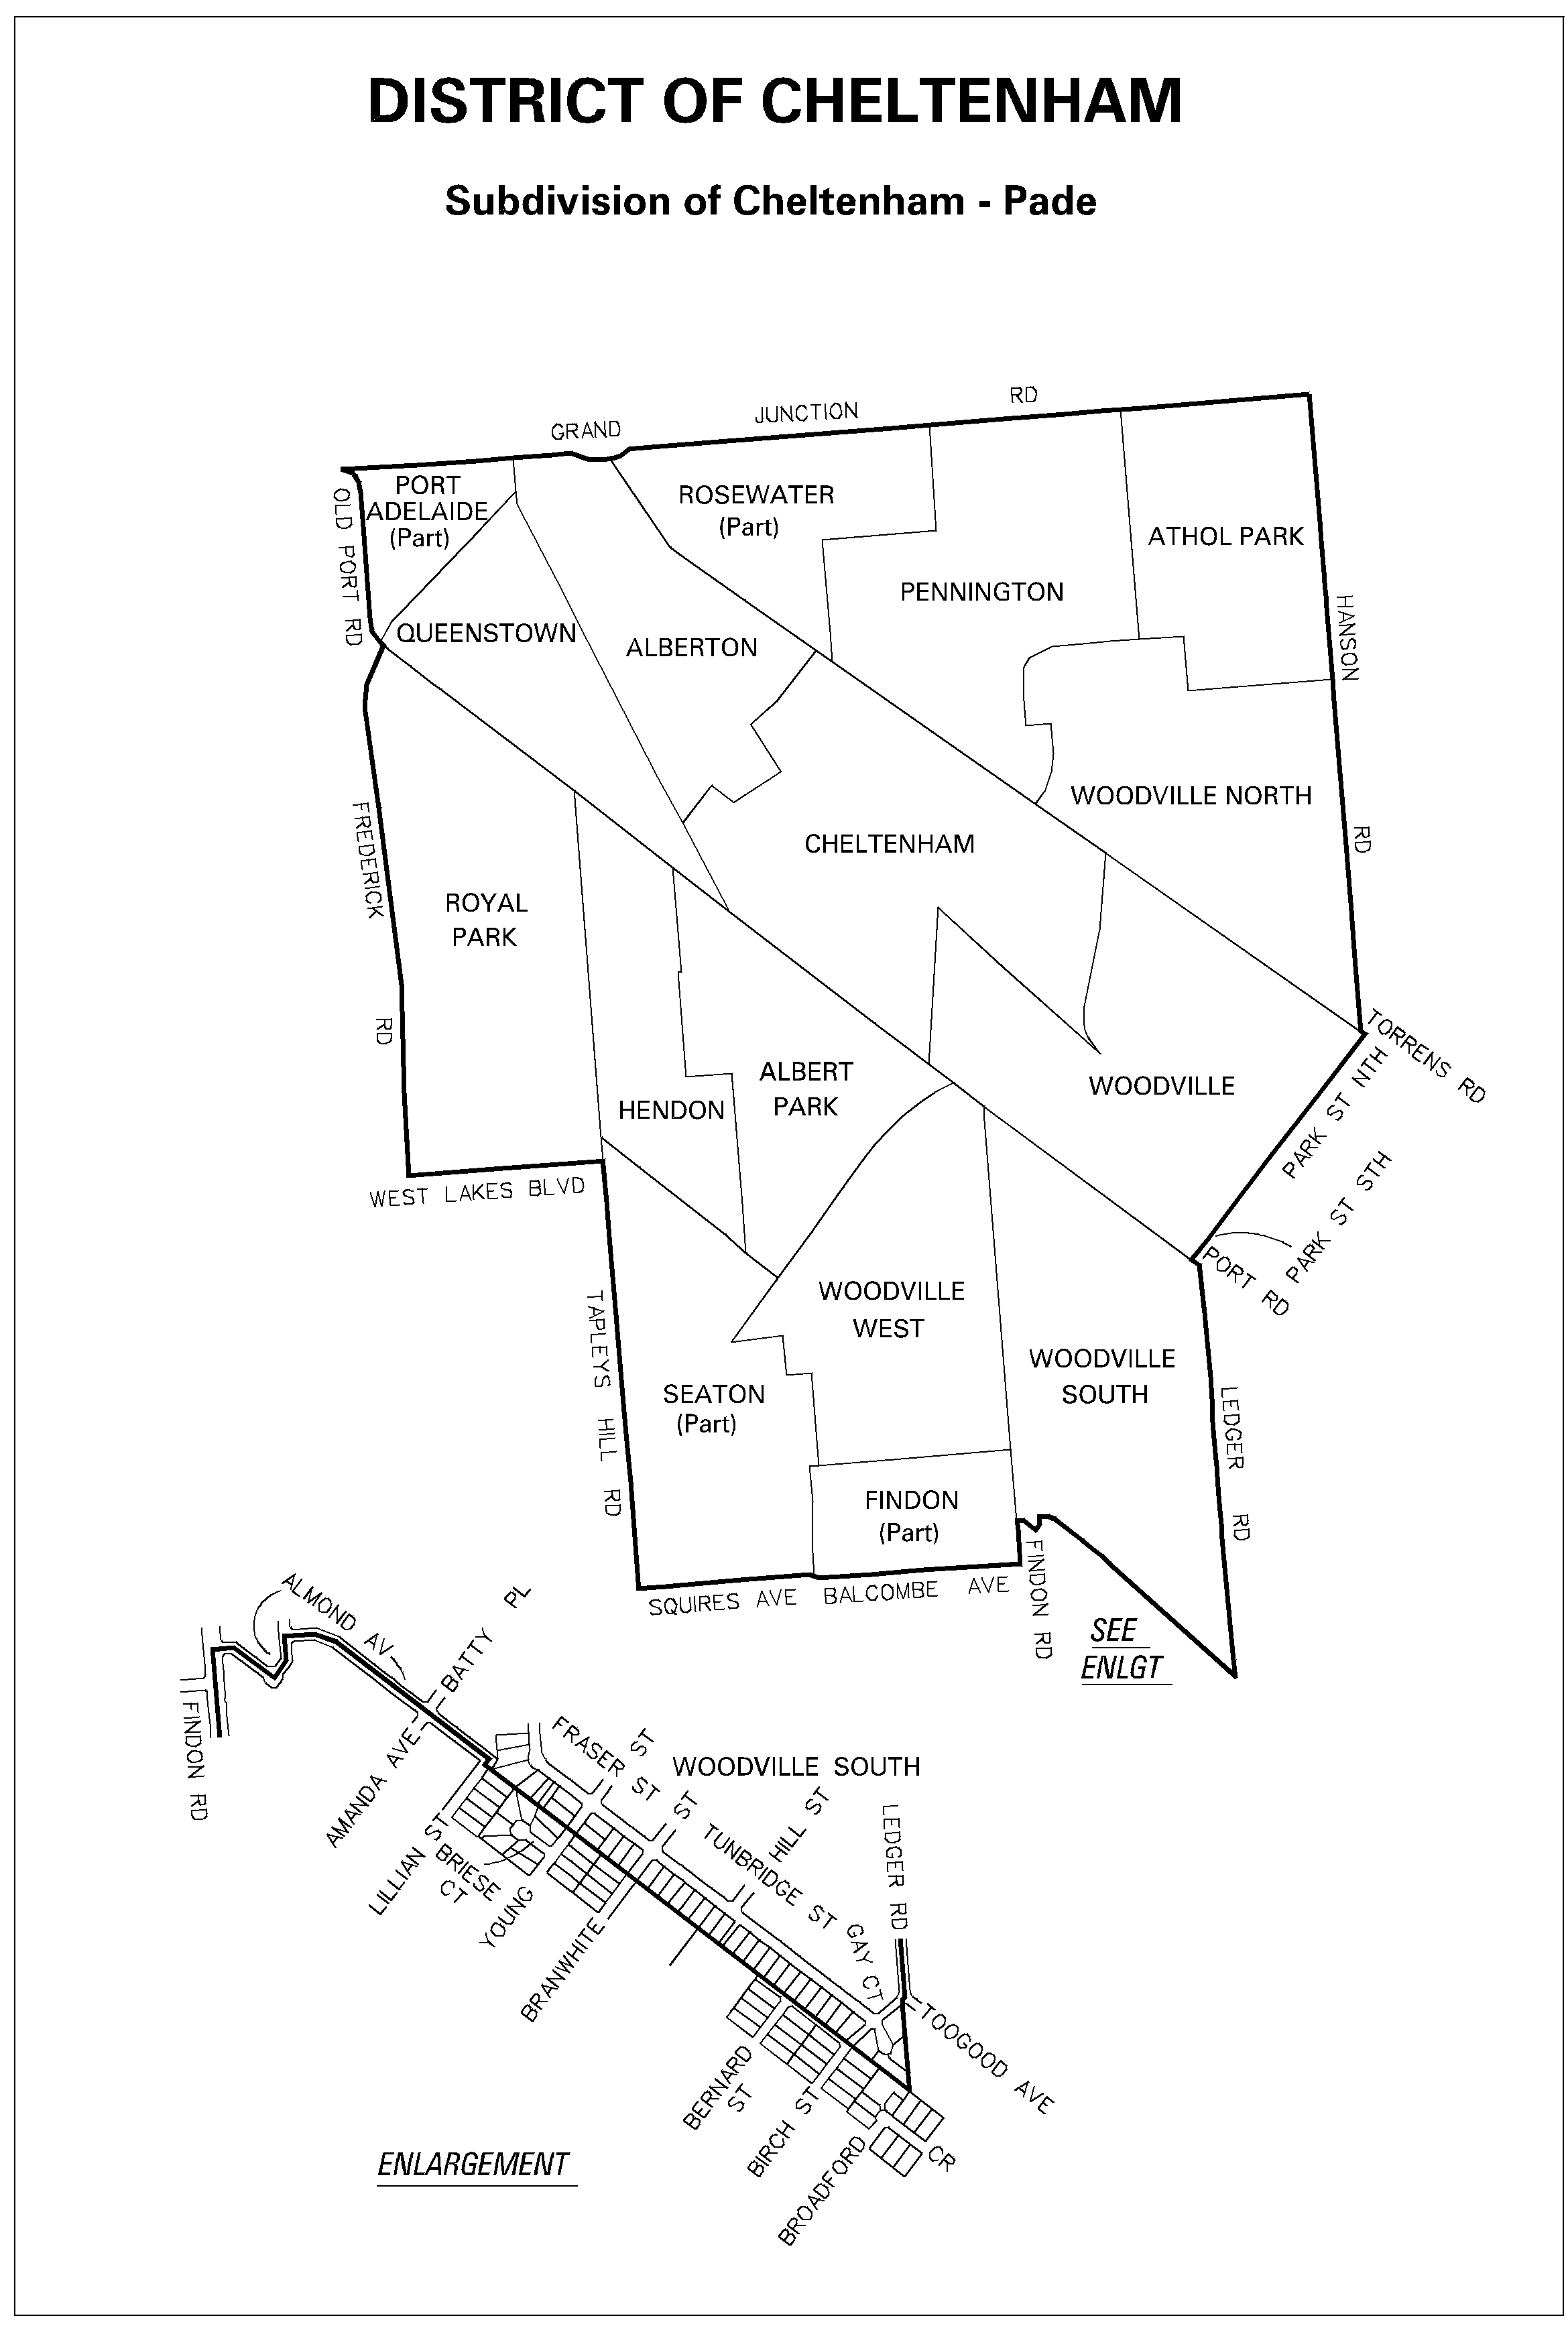 DISTRICT OF CHELTENHAM
Subdivision of Cheltenham - Pade
GRAND JUNCTION RD
OLD PORT RD
PORT
ADELAIDE
(Part)
ROSEWATER
(Part)
ATHOL PARK
PENNINGTON
QUEENSTOWN
ALBERTON
HANSON RD
WOODVILLE NORTH
CHELTENHAM
FREDERICK RD
ROYAL
PARK
TORRENS RD
PARK ST NTH
ALBERT
PARK
WOODVILLE
HENDON
WEST LAKES BLVD
PARK ST STH
PORT RD
TAPLEYS HILL RD
WOODVILLE
WEST
WOODVILLE
SOUTH
SEATON
(Part)
LEDGER RD
FINDON
(Part)
SQUIRES AVE
BALCOMBE AVE
FINDON RD
SEE
ENLGT
ALMOND AV
BATTY PL
FINDON RD
AMANDA AVE
FRASER ST
WOODVILLE SOUTH
LILLIAN ST
BRIESE
CT
YOUNG ST
BRANWHITE ST
TUNBRIDGE ST
HILL ST
LEDGER RD
GAY CT
TOOGOOD AVE
BERNARD
ST
BIRCH ST
BROADFORD CR
ENLARGEMENT